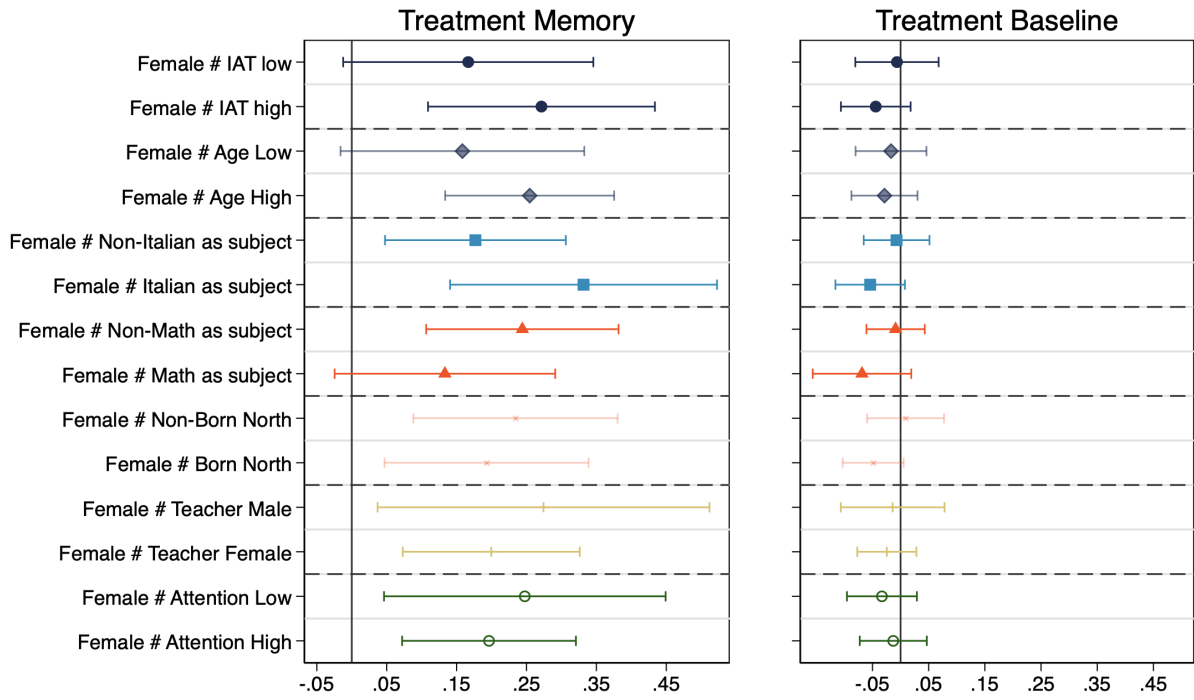 Treatment Memory
Treatment Baseline
Female # IAT low
Female # IAT high
Female # Age Low
Female # Age High
Female # Non-Italian as subject
Female # Italian as subject
Female # Non-Math as subject
Female # Math as subject
Female # Non-Born North
Female # Born North
Female # Teacher Male
Female # Teacher Female
Female # Attention Low
Female # Attention High
-.05 .05 .15 .25 .35 .45
-.05 .05 .15 .25 .35 .45